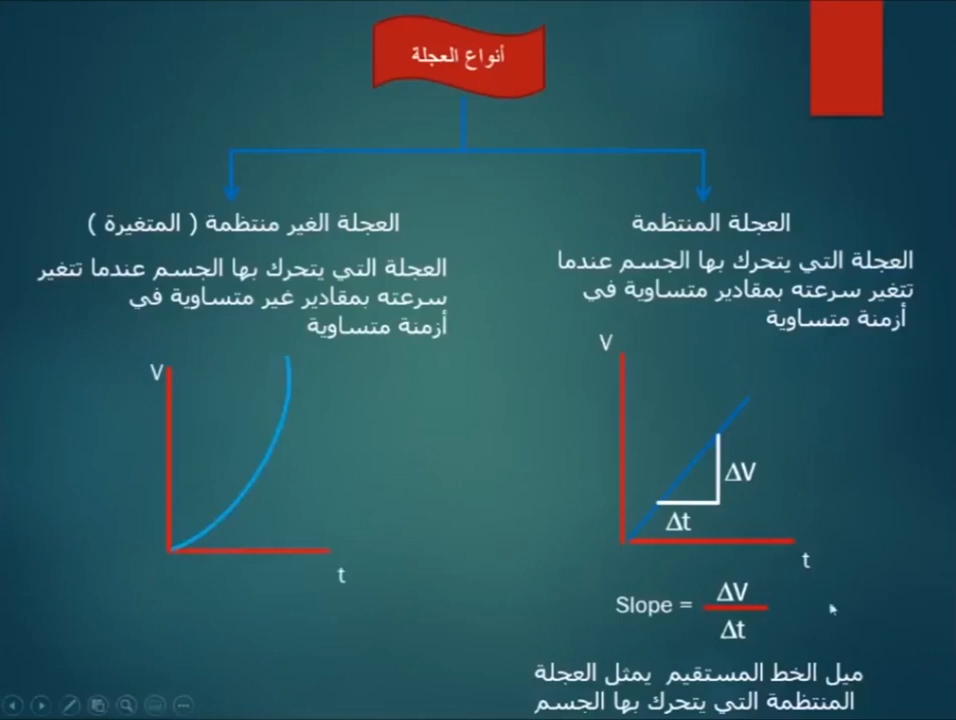 أنواع العجلة
العجلة المنتظمة
العجلة التي يتحرك بها الجسم عندما
تتغير سرعته بمقادير متساوية في
أزمنة متساوية
V
ΔV
Δt
t
Slope = ΔV / Δt
ميل الخط المستقيم يمثل العجلة
المنتظمة التي يتحرك بها الجسم
العجلة الغير منتظمة ( المتغيرة )
العجلة التي يتحرك بها الجسم عندما تتغير
سرعته بمقادير غير متساوية في
أزمنة متساوية
V
t